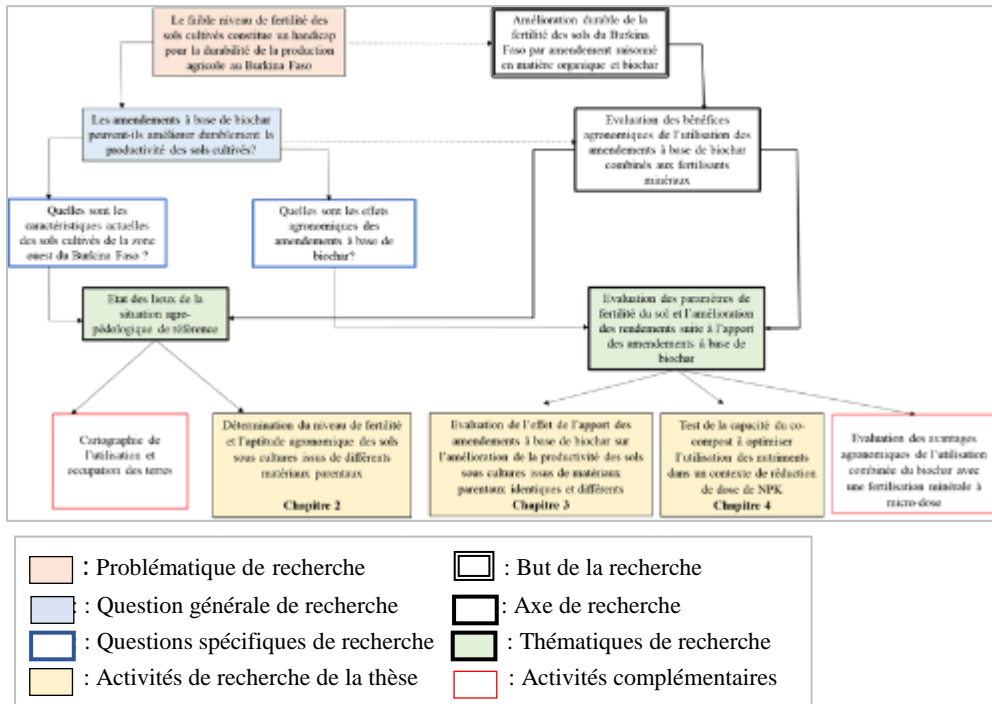 Le faible niveau de fertilité des
sols cultivés constitue un handicap
pour la durabilité de la production
agricole au Burkina Faso
Amélioration durable de la
fertilité des sols du Burkina
Faso par amendement raisonné
en matière organique et biochar
Les amendements à base de biochar
peuvent-ils améliorer durablement la
productivité des sols cultivés?
Evaluation des bénéfices
agronomiques de l'utilisation des
amendements à base de biochar
combinés aux fertilisants
minéraux
Quelles sont les
caractéristiques actuelles
des sols cultivés de la zone
ouest du Burkina Faso ?
Quelles sont les effets
agronomiques des
amendements à base de
biochar?
Etat des lieux de la
situation agro-
pédologique de référence
Evaluation des paramètres de
fertilité du sol et l'amélioration
des rendements suite à l'apport
des amendements à base de
biochar
Cartographie de
l'utilisation et
occupation des terres
Détermination du niveau de fertilité
et l'aptitude agronomique des sols
sous cultures issus de différents
matériaux parentaux
Chapitre 2
Evaluation de l'effet de l'apport des
amendements à base de biochar sur
l'amélioration de la productivité des sols
sous cultures issus de matériaux
parentaux identiques et différents
Chapitre 3
Test de la capacité du co-
compost à optimiser
l'utilisation des nutriments
dans un contexte de réduction
de dose de NPK
Chapitre 4
Evaluation des avantages
agronomiques de l'utilisation
combinée du biochar avec
une fertilisation minérale à
micro-dose
: Problématique de recherche
: But de la recherche
: : Question générale de recherche
: Axe de recherche
: Questions spécifiques de recherche
: Thématiques de recherche
: Activités de recherche de la thèse
: Activités complémentaires